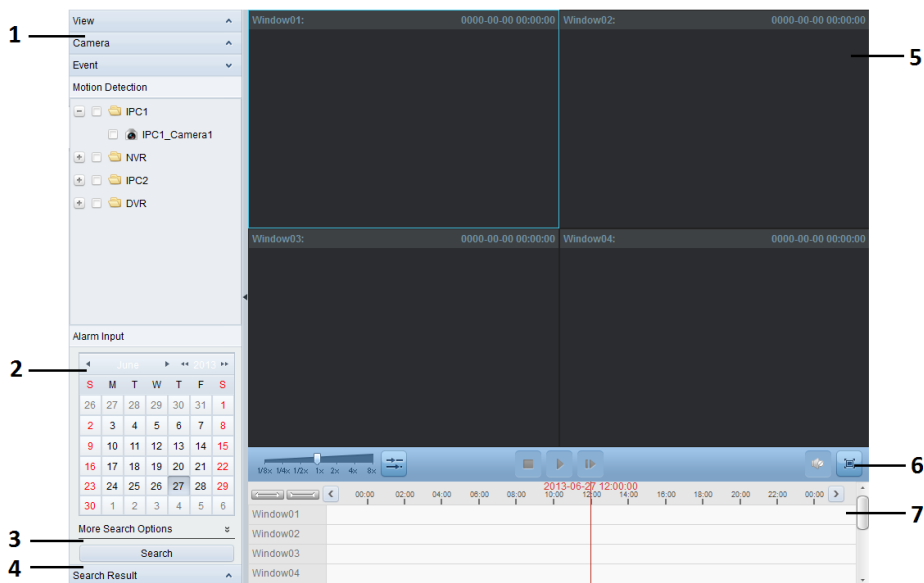 View
1
Camera
Event
Motion Detection
IPC1
IPC1_Camera1
NVR
IPC2
DVR
Alarm Input
2
June 2013
S M T W T F S
26 27 28 29 30 31 1
2 3 4 5 6 7 8
9 10 11 12 13 14 15
16 17 18 19 20 21 22
23 24 25 26 27 28 29
30 1 2 3 4 5 6
More Search Options
3
Search
4
Search Result
Window01: 0000-00-00 00:00:00
Window02: 0000-00-00 00:00:00
5
Window03: 0000-00-00 00:00:00
Window04: 0000-00-00 00:00:00
1/8x 1/4x 1/2x 1x 2x 4x 8x
6
2013-06-27 12:00:00
00:00 02:00 04:00 06:00 08:00 10:00 12:00 14:00 16:00 18:00 20:00 22:00 00:00
Window01
7
Window02
Window03
Window04